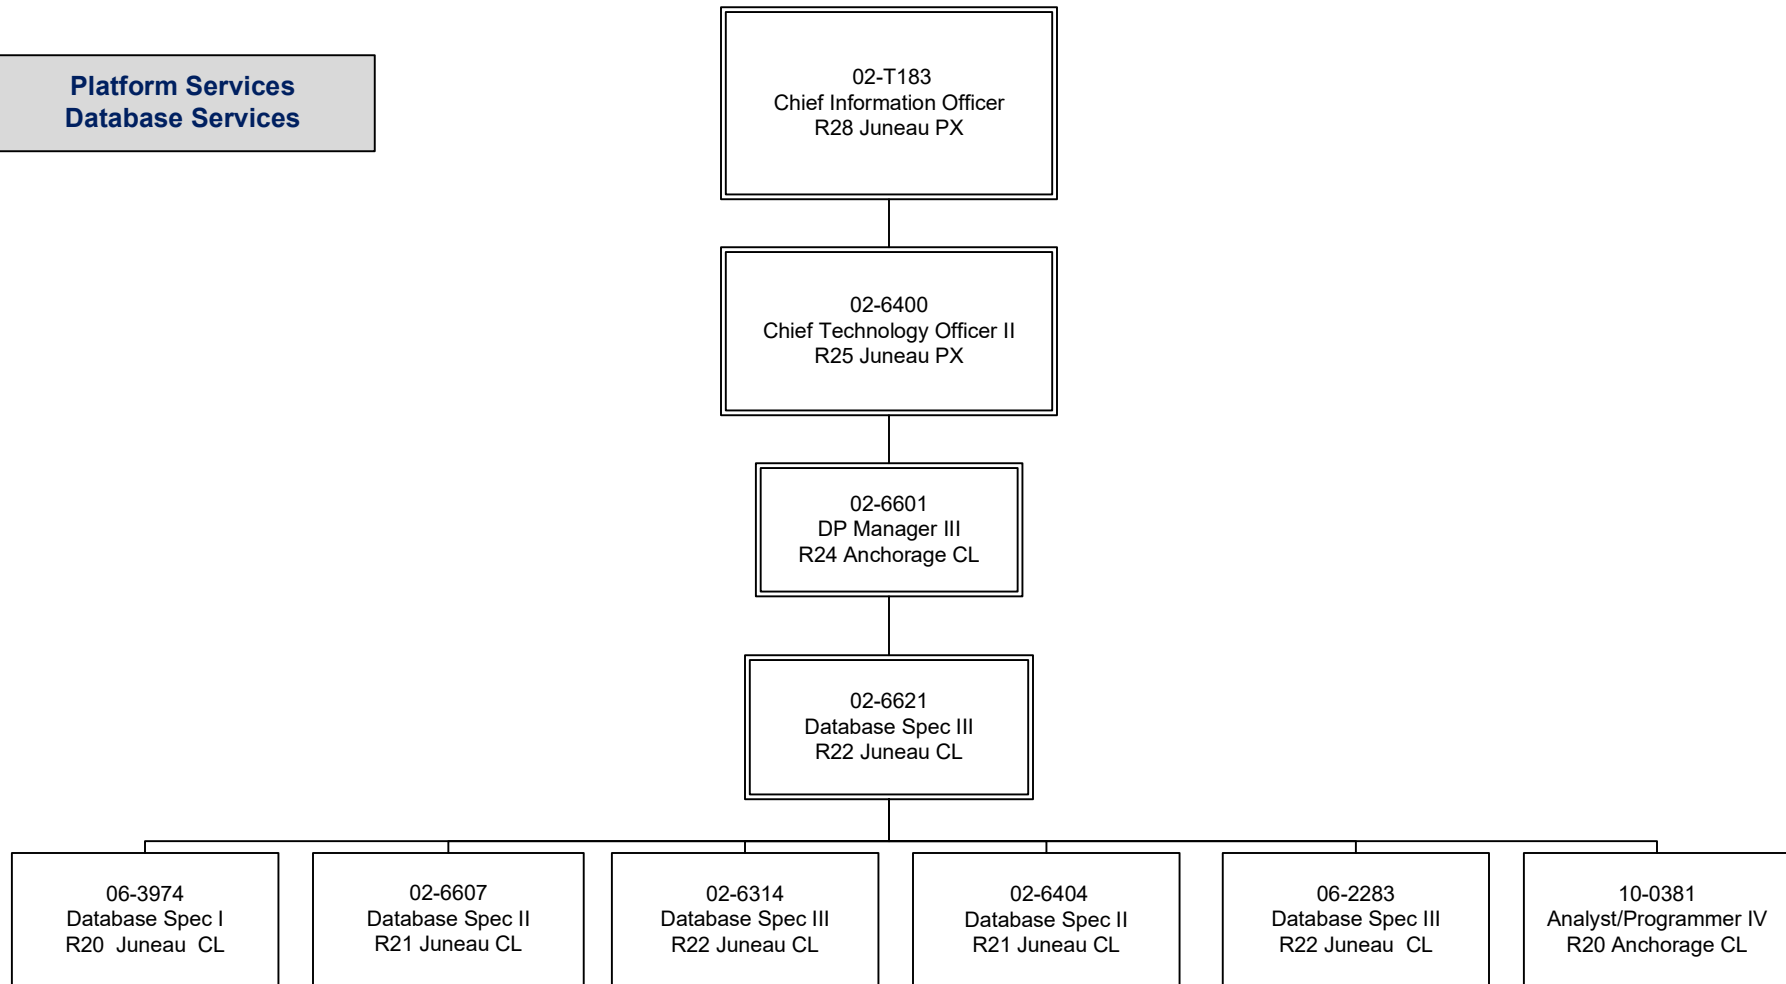 Platform Services
Database Services
02-T183
Chief Information Officer
R28 Juneau PX
02-6400
Chief Technology Officer II
R25 Juneau PX
02-6601
DP Manager III
R24 Anchorage CL
02-6621
Database Spec III
R22 Juneau CL
06-3974
Database Spec I
R20  Juneau  CL
02-6607
Database Spec II
R21 Juneau CL
02-6314
Database Spec III
R22 Juneau CL
02-6404
Database Spec II
R21 Juneau CL
06-2283
Database Spec III
R22 Juneau  CL
10-0381
Analyst/Programmer IV
R20 Anchorage CL